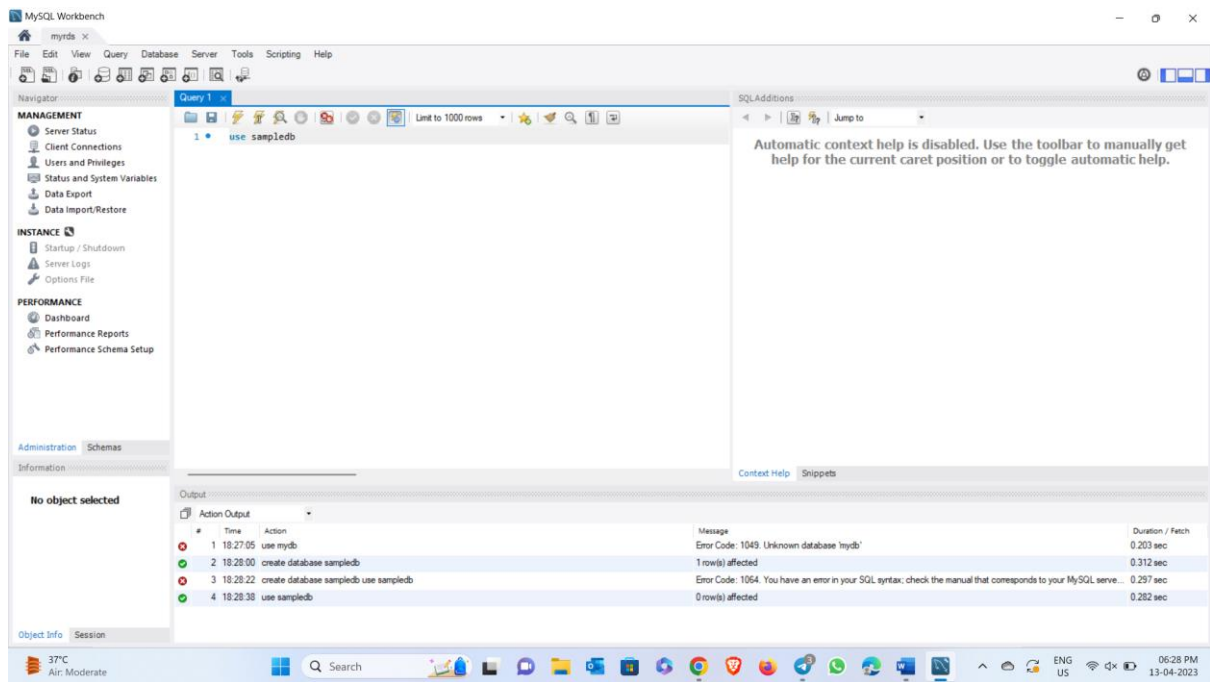 MySQL Workbench
myrds
File Edit View Query Database Server Tools Scripting Help
Navigator
MANAGEMENT
Server Status
Client Connections
Users and Privileges
Status and System Variables
Data Export
Data Import/Restore
INSTANCE
Startup / Shutdown
Server Logs
Options File
PERFORMANCE
Dashboard
Performance Reports
Performance Schema Setup
Administration Schemas
Information
No object selected
Object Info Session
Query 1
Limit to 1000 rows
1 use sampledb
SQLAdditions
Jump to
Automatic context help is disabled. Use the toolbar to manually get
help for the current caret position or to toggle automatic help.
Context Help Snippets
Output
Action Output
# Time Action Message Duration / Fetch
1 18:27:05 use mydb Error Code: 1049. Unknown database 'mydb' 0.203 sec
2 18:28:00 create database sampledb 1 row(s) affected 0.312 sec
3 18:28:22 create database sampledb use sampledb Error Code: 1064. You have an error in your SQL syntax; check the manual that corresponds to your MySQL serve... 0.297 sec
4 18:28:38 use sampledb 0 row(s) affected 0.282 sec
37°C
Air: Moderate
Search
ENG
US
06:28 PM
13-04-2023